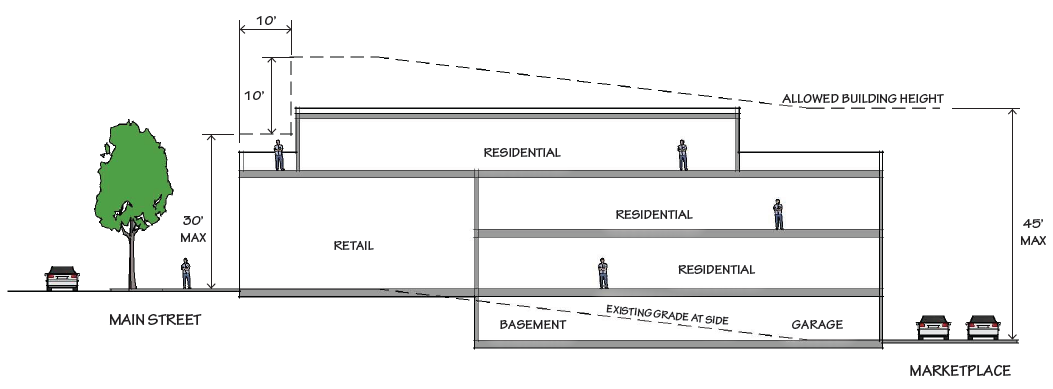 10'
10'
ALLOWED BUILDING HEIGHT
RESIDENTIAL
30'
MAX
RESIDENTIAL
45'
MAX
RETAIL
RESIDENTIAL
EXISTING GRADE AT SIDE
BASEMENT
GARAGE
MAIN STREET
MARKETPLACE